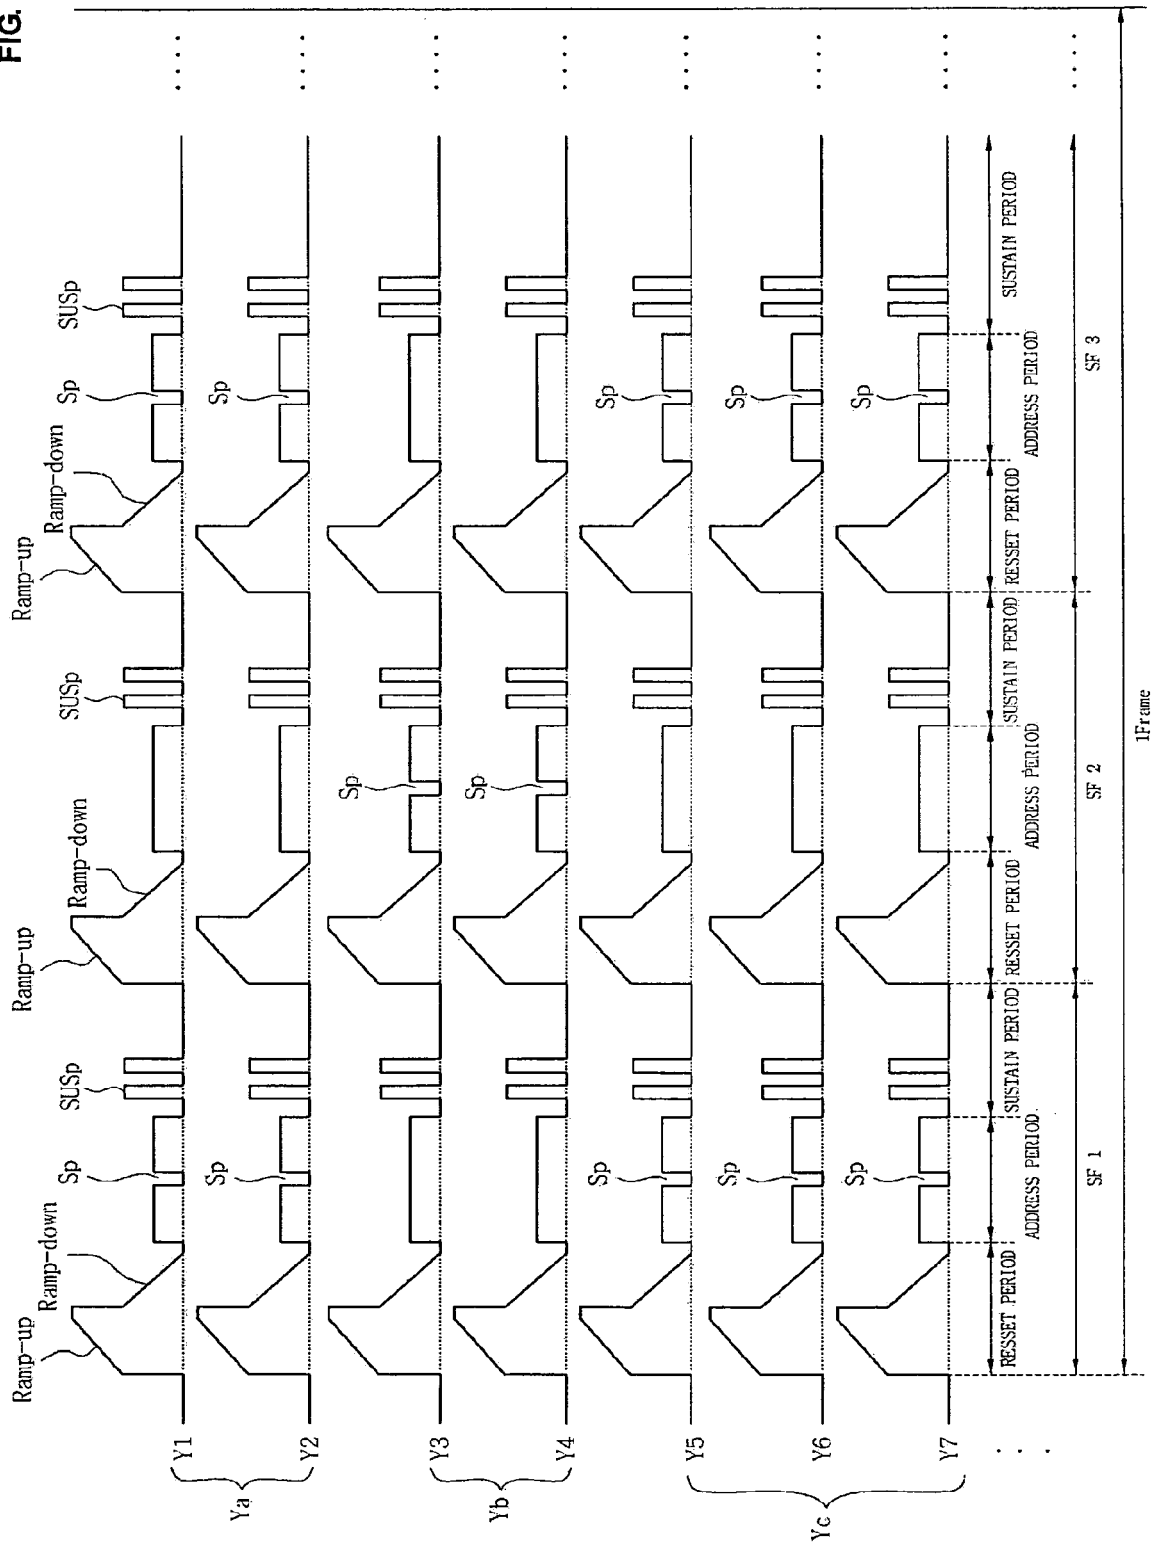 FIG.
Ramp-up
Ramp-down
Sp
SUSp
Ramp-up
Ramp-down
SUSp
Ramp-up
Ramp-down
Sp
SUSp
Ya
Y1
. . . .
Y2
Sp
Sp
. . . .
Yb
Y3
Sp
. . . .
Y4
Sp
. . . .
Yc
Y5
Sp
Sp
. . . .
Y6
Sp
Sp
. . . .
Y7
Sp
Sp
. . . .
. . . .
RESSET PERIOD
ADDRESS PERIOD
SUSTAIN PERIOD
RESSET PERIOD
ADDRESS PERIOD
SUSTAIN PERIOD
RESSET PERIOD
ADDRESS PERIOD
SUSTAIN PERIOD
SF 1
SF 2
SF 3
. . . .
1Frame